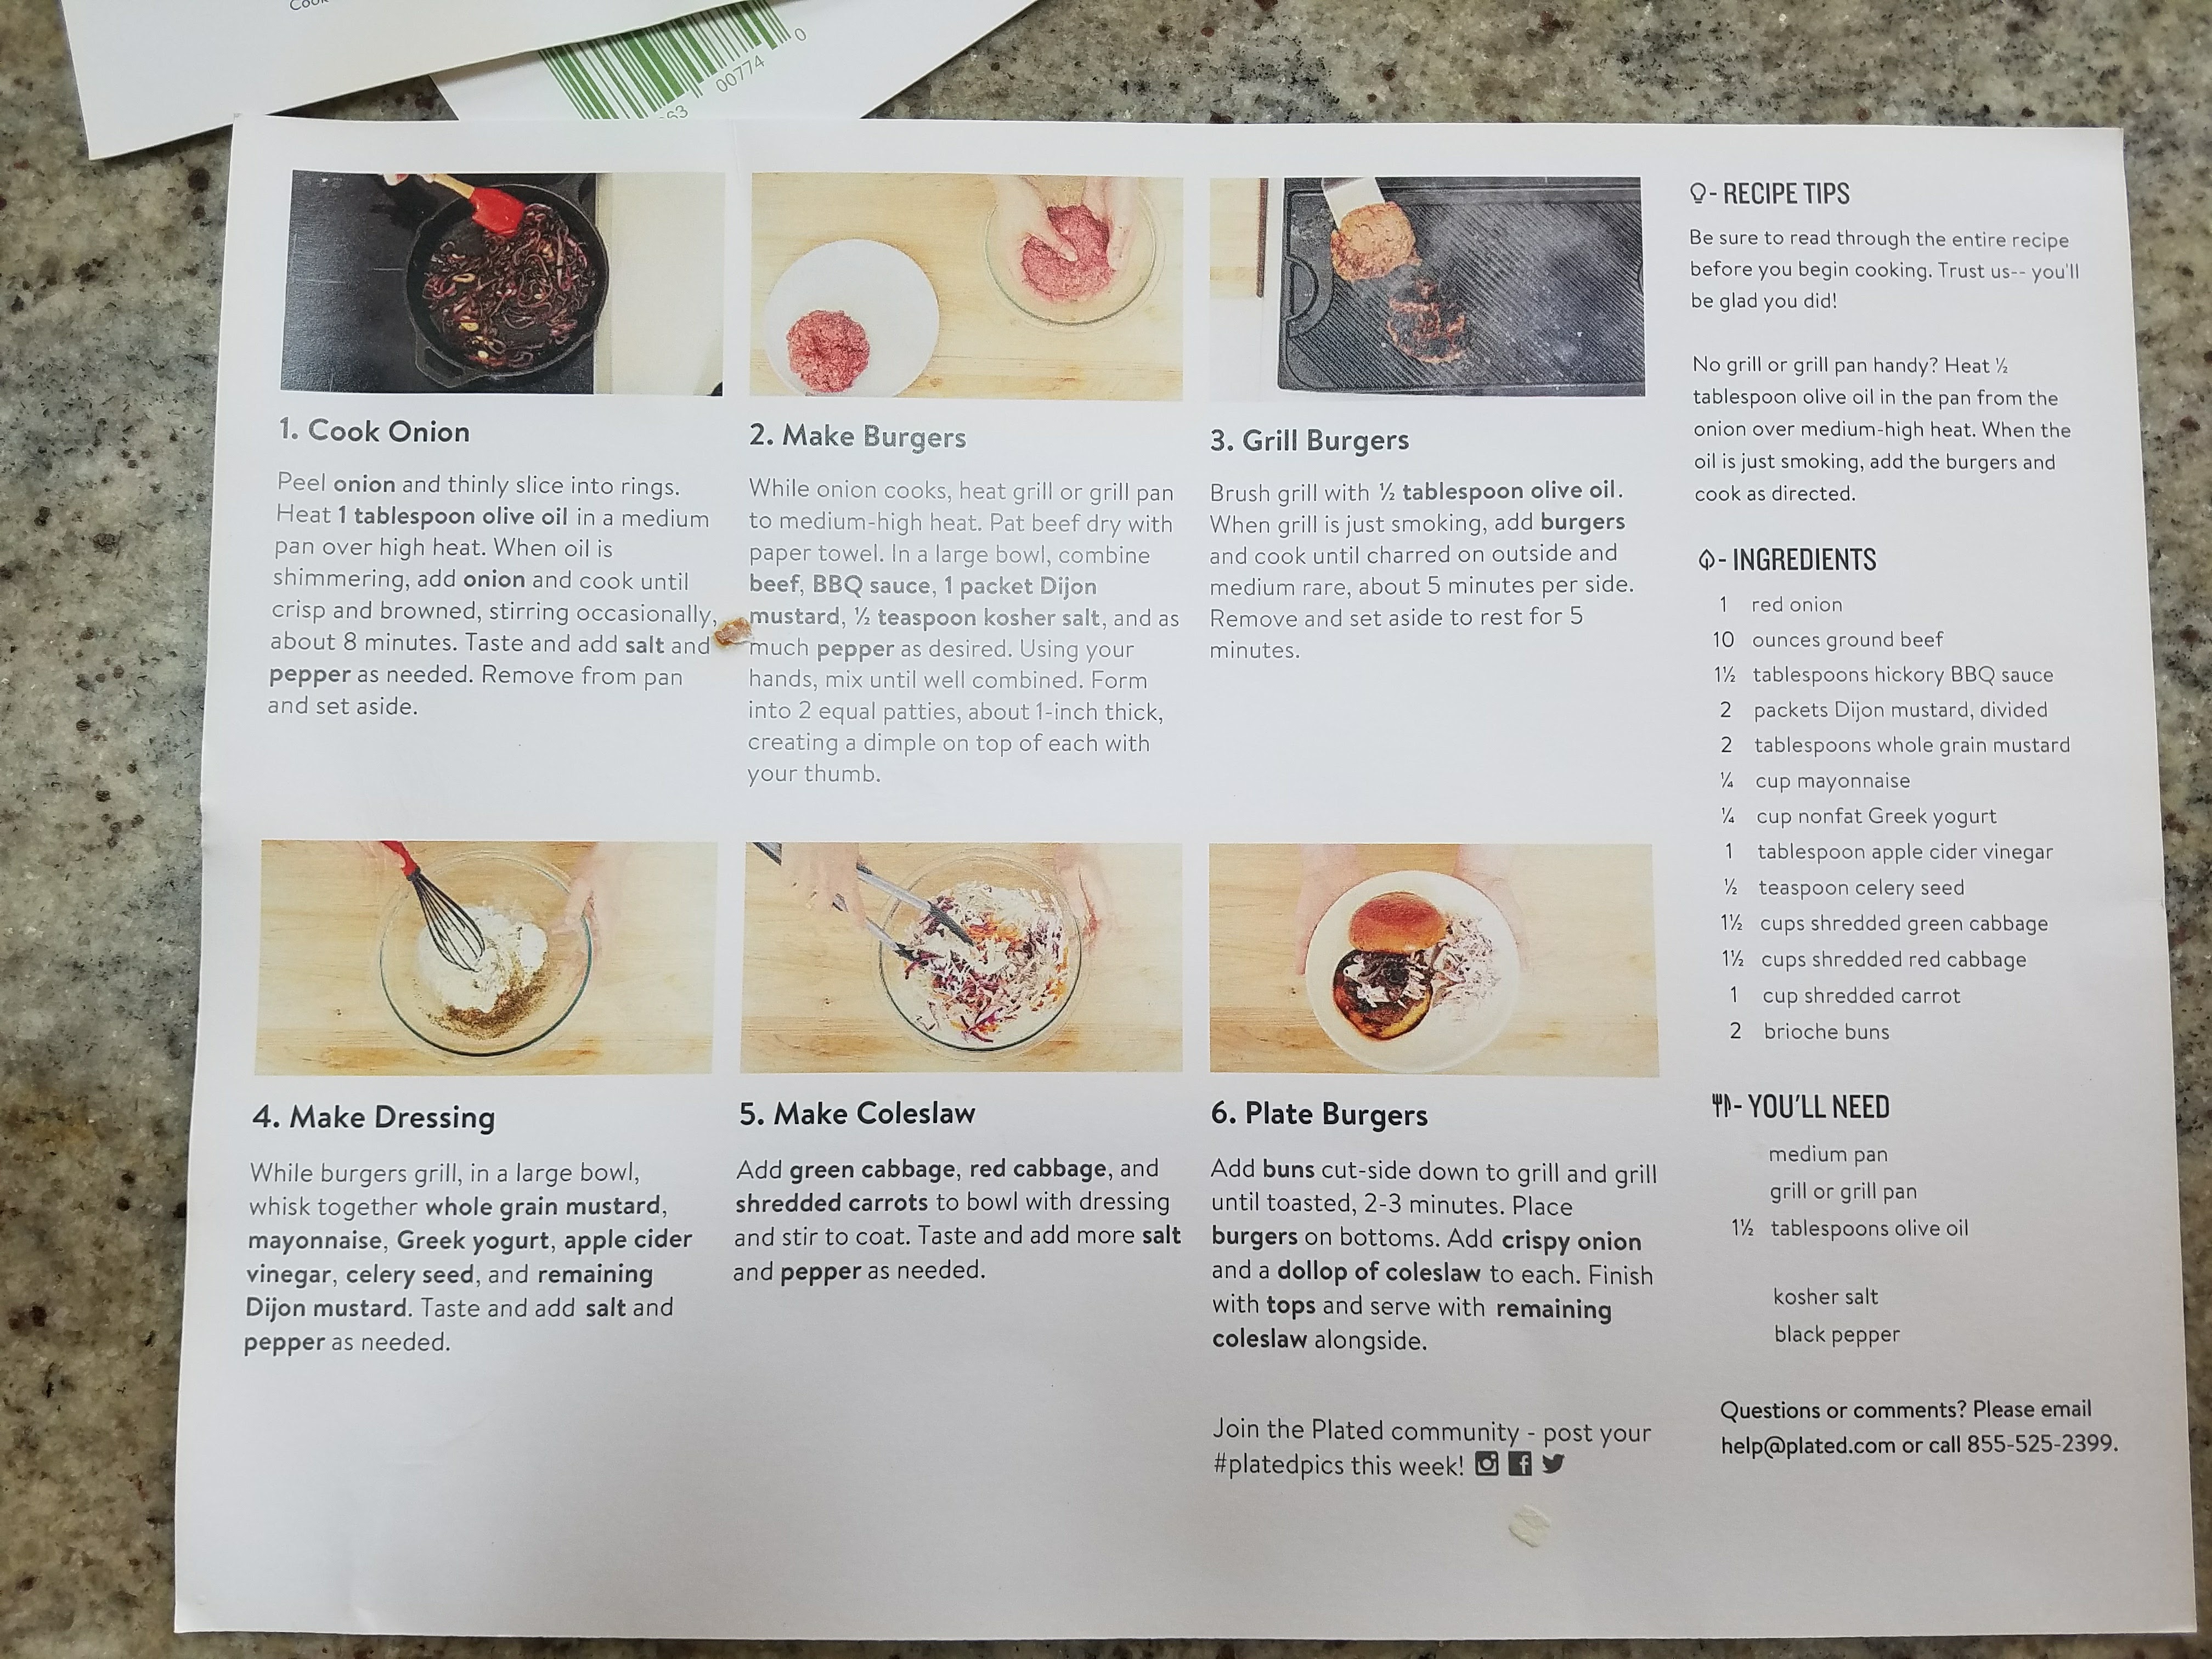 1. Cook Onion
Peel onion and thinly slice into rings.
Heat 1 tablespoon olive oil in a medium
pan over high heat. When oil is
shimmering, add onion and cook until
crisp and browned, stirring occasionally,
about 8 minutes. Taste and add salt and
pepper as needed. Remove from pan
and set aside.
2. Make Burgers
While onion cooks, heat grill or grill pan
to medium-high heat. Pat beef dry with
paper towel. In a large bowl, combine
beef, BBQ sauce, 1 packet Dijon
mustard, ½ teaspoon kosher salt, and as
much pepper as desired. Using your
hands, mix until well combined. Form
into 2 equal patties, about 1-inch thick,
creating a dimple on top of each with
your thumb.
3. Grill Burgers
Brush grill with ½ tablespoon olive oil.
When grill is just smoking, add burgers
and cook until charred on outside and
medium rare, about 5 minutes per side.
Remove and set aside to rest for 5
minutes.
4. Make Dressing
While burgers grill, in a large bowl,
whisk together whole grain mustard,
mayonnaise, Greek yogurt, apple cider
vinegar, celery seed, and remaining
Dijon mustard. Taste and add salt and
pepper as needed.
5. Make Coleslaw
Add green cabbage, red cabbage, and
shredded carrots to bowl with dressing
and stir to coat. Taste and add more salt
and pepper as needed.
6. Plate Burgers
Add buns cut-side down to grill and grill
until toasted, 2-3 minutes. Place
burgers on bottoms. Add crispy onion
and a dollop of coleslaw to each. Finish
with tops and serve with remaining
coleslaw alongside.
Join the Plated community - post your
#platedpics this week!
- RECIPE TIPS
Be sure to read through the entire recipe
before you begin cooking. Trust us-- you'll
be glad you did!
No grill or grill pan handy? Heat ½
tablespoon olive oil in the pan from the
onion over medium-high heat. When the
oil is just smoking, add the burgers and
cook as directed.
- INGREDIENTS
1 red onion
10 ounces ground beef
1½ tablespoons hickory BBQ sauce
2 packets Dijon mustard, divided
2 tablespoons whole grain mustard
¼ cup mayonnaise
¼ cup nonfat Greek yogurt
1 tablespoon apple cider vinegar
½ teaspoon celery seed
1½ cups shredded green cabbage
1½ cups shredded red cabbage
1 cup shredded carrot
2 brioche buns
- YOU'LL NEED
medium pan
grill or grill pan
1½ tablespoons olive oil
kosher salt
black pepper
Questions or comments? Please email
help@plated.com or call 855-525-2399.
63 00774 0